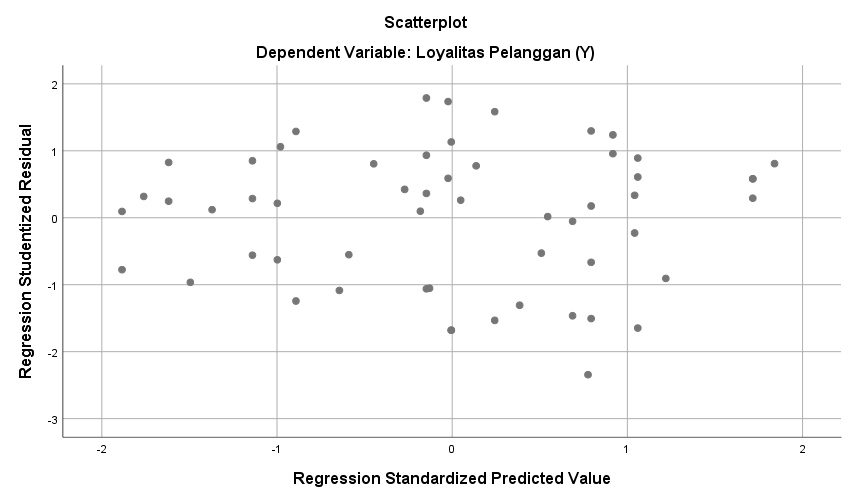 Scatterplot
Dependent Variable: Loyalitas Pelanggan (Y)
Regression Studentized Residual
2
1
0
-1
-2
-3
-2
-1
0
1
2
Regression Standardized Predicted Value